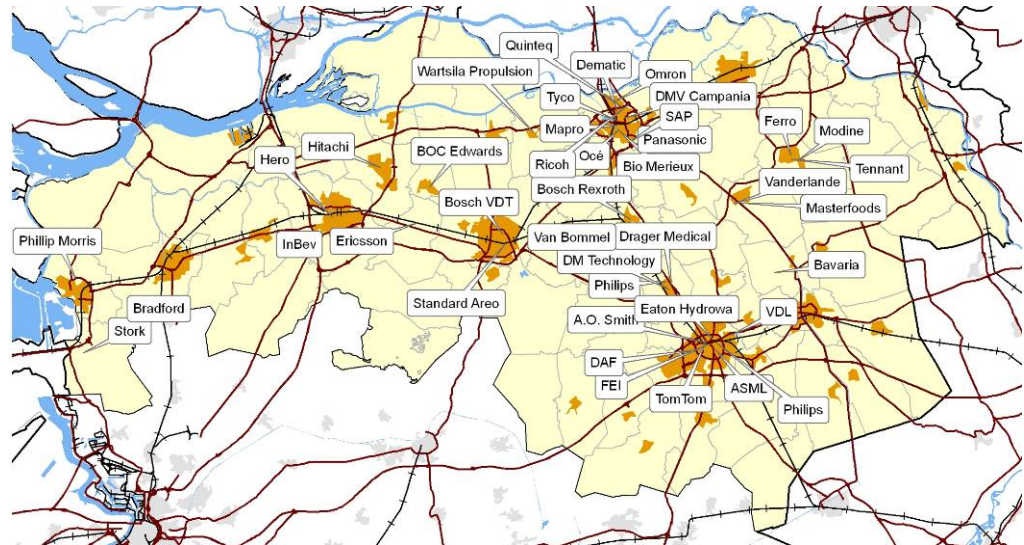 Quinteq
Dematic
Wartsila Propulsion
Omron
Tyco
DMV Campania
SAP
Mapro
Panasonic
Ferro
Modine
Hero
Hitachi
BOC Edwards
Ricoh
Océ
Bio Merieux
Tennant
Bosch Rexroth
Vanderlande
Bosch VDT
Masterfoods
Phillip Morris
InBev
Ericsson
Van Bommel
Drager Medical
DM Technology
Bavaria
Philips
Bradford
Standard Areo
Eaton Hydrowa
VDL
Stork
A.O. Smith
DAF
FEI
TomTom
ASML
Philips